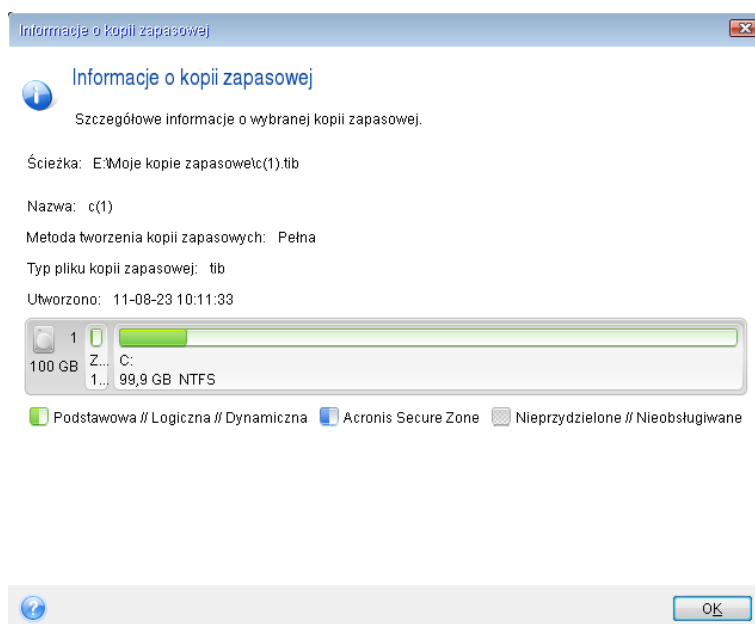 Informacje o kopii zapasowej
Informacje o kopii zapasowej
Szczegółowe informacje o wybranej kopii zapasowej.
Ścieżka: E:\Moje kopie zapasowe\c(1).tib
Nazwa: c(1)
Metoda tworzenia kopii zapasowych: Pełna
Typ pliku kopii zapasowej: tib
Utworzono: 11-08-23 10:11:33
1
100 GB
Z...
1...
C:
99,9 GB NTFS
Podstawowa // Logiczna // Dynamiczna Acronis Secure Zone Nieprzydzielone // Nieobsługiwane
OK